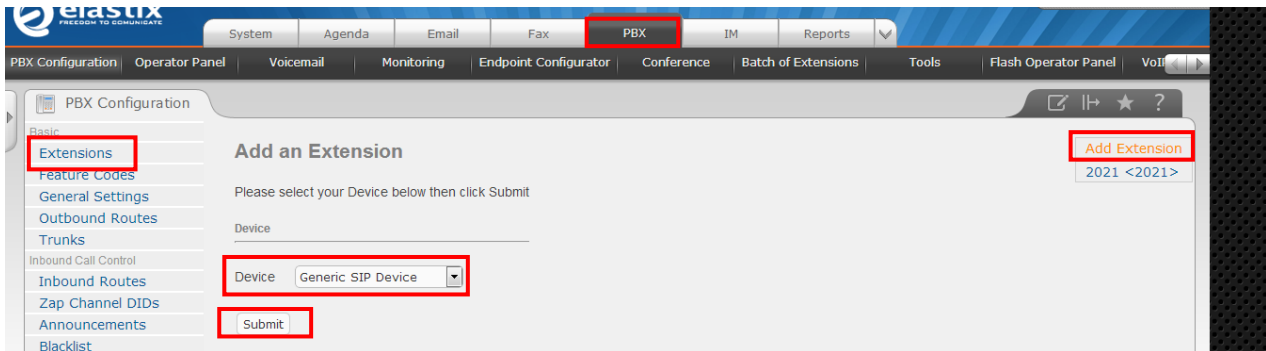 elastix
FREEDOM TO COMMUNICATE
System Agenda Email Fax PBX IM Reports
PBX Configuration Operator Panel Voicemail Monitoring Endpoint Configurator Conference Batch of Extensions Tools Flash Operator Panel
PBX Configuration
Basic
Extensions
Feature Codes
General Settings
Outbound Routes
Trunks
Inbound Call Control
Inbound Routes
Zap Channel DIDs
Announcements
Blacklist
Add an Extension
Please select your Device below then click Submit
Device
Device Generic SIP Device
Submit
?
Add Extension
2021 <2021>